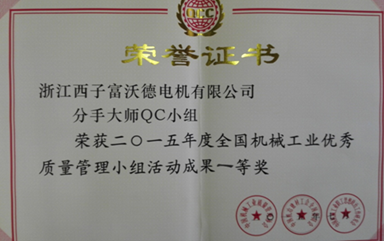 荣誉证书
浙江西子富沃德电机有限公司
分手大师QC小组
荣获二〇一五年度全国机械工业优秀
质量管理小组活动成果一等奖